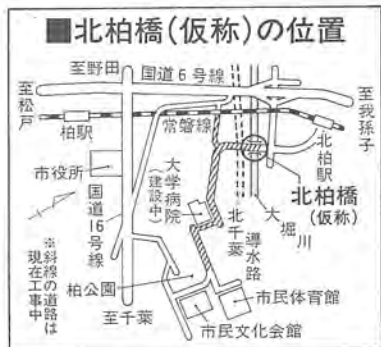 ■北柏橋(仮称)の位置
至野田
国道6号線
至松戸
柏駅
常磐線
至我孫子
北柏駅
市役所
大学病院
(建設中)
北柏橋
(仮称)
国道16号線
北千葉導水路
大堀川
※斜線の道路は
現在工事中
柏公園
至千葉
市民体育館
市民文化会館